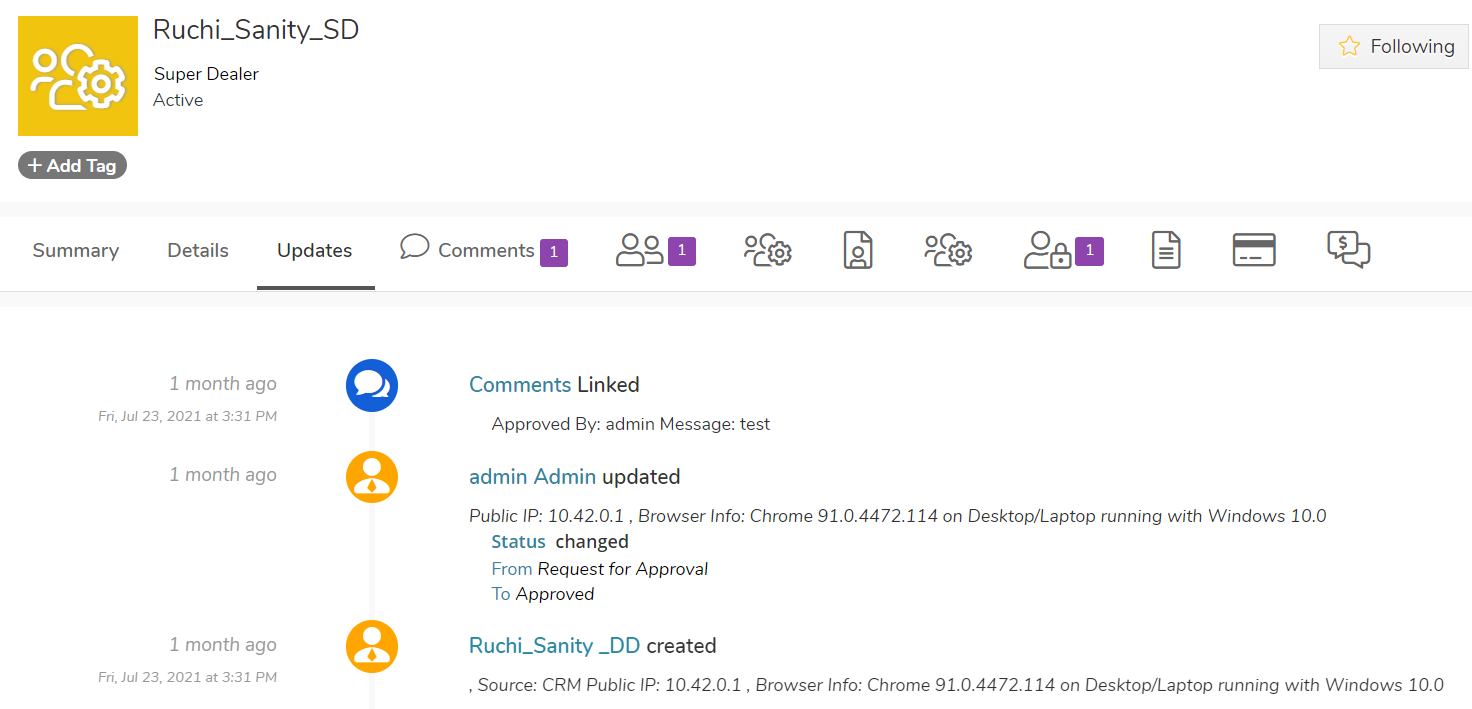 Ruchi_Sanity_SD
Following
Super Dealer
Active
+ Add Tag
Summary Details Updates Comments 1 1 1
1 month ago Comments Linked
Fri, Jul 23, 2021 at 3:31 PM Approved By: admin Message: test
1 month ago admin Admin updated
Public IP: 10.42.0.1 , Browser Info: Chrome 91.0.4472.114 on Desktop/Laptop running with Windows 10.0
Status changed
From Request for Approval
To Approved
1 month ago Ruchi_Sanity _DD created
Fri, Jul 23, 2021 at 3:31 PM , Source: CRM Public IP: 10.42.0.1 , Browser Info: Chrome 91.0.4472.114 on Desktop/Laptop running with Windows 10.0